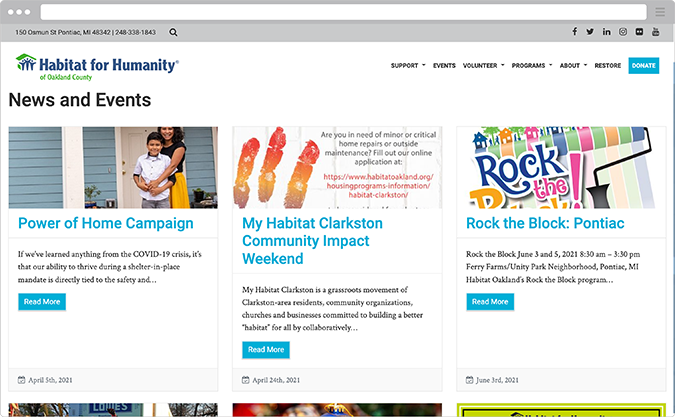 150 Osmun St Pontiac, MI 48342 | 248-338-1843
Habitat for Humanity®
of Oakland County
SUPPORT EVENTS VOLUNTEER PROGRAMS ABOUT RESTORE DONATE
News and Events
Power of Home Campaign
If we've learned anything from the COVID-19 crisis, it's
that our ability to thrive during a shelter-in-place
mandate is directly tied to the safety and…
Read More
April 5th, 2021
Are you in need of minor or critical
home repairs or outside
maintenance? Fill out our online
application at:
https://www.habitatoakland.org/
housingprograms-information/
habitat-clarkston/
My Habitat Clarkston
Community Impact
Weekend
My Habitat Clarkston is a grassroots movement of
Clarkston-area residents, community organizations,
churches and businesses committed to building a better
"habitat" for all by collaboratively…
Read More
April 24th, 2021
Rock
the
Rock the Block: Pontiac
Rock the Block June 3 and 5, 2021 8:30 am – 3:30 pm
Ferry Farms/Unity Park Neighborhood, Pontiac, MI
Habitat Oakland's Rock the Block program…
Read More
June 3rd, 2021
LOWE'S
Habitat for Humanity